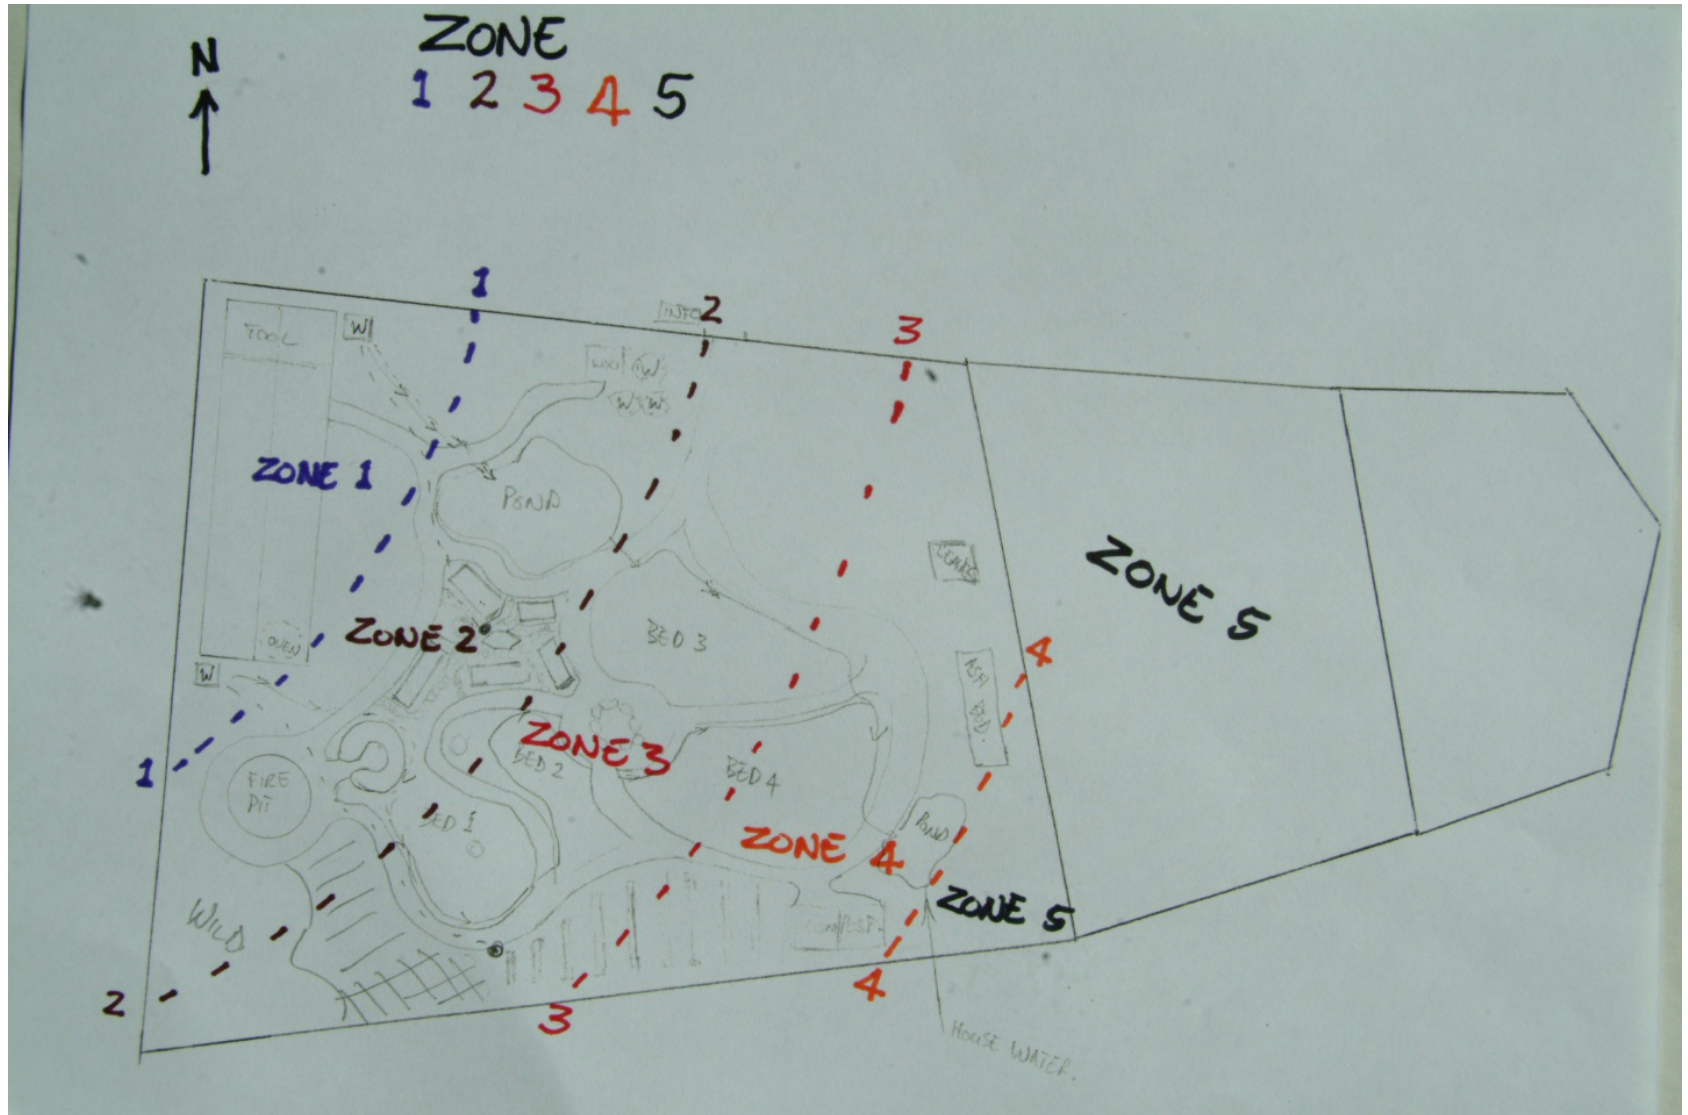 N
ZONE
1 2 3 4 5
1
INFO
2
3
TOOL
W
W
W W
ZONE 1
POND
ZONE 5
ZONE 2
BED 3
4
OVEN
W
ASH BED.
1
ZONE 3
BED 2
BED 4
FIRE PIT
BED 1
POND
ZONE 4
ZONE 5
WILD
COMPOST
2
3
4
HOUSE WATER.